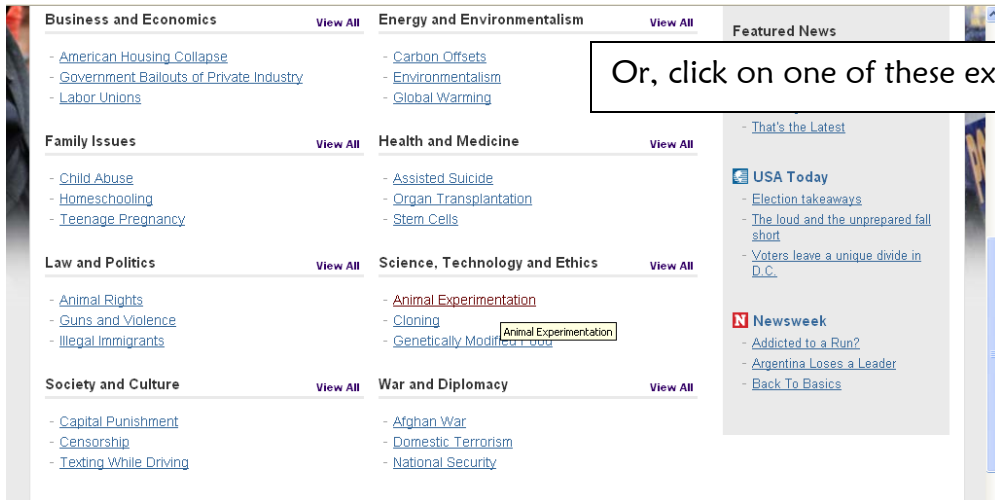 Business and Economics View All
- American Housing Collapse
- Government Bailouts of Private Industry
- Labor Unions
Energy and Environmentalism View All
- Carbon Offsets
- Environmentalism
- Global Warming
Family Issues View All
- Child Abuse
- Homeschooling
- Teenage Pregnancy
Health and Medicine View All
- Assisted Suicide
- Organ Transplantation
- Stem Cells
Law and Politics View All
- Animal Rights
- Guns and Violence
- Illegal Immigrants
Science, Technology and Ethics View All
- Animal Experimentation
- Cloning
Animal Experimentation
- Genetically Modified Food
Society and Culture View All
- Capital Punishment
- Censorship
- Texting While Driving
War and Diplomacy View All
- Afghan War
- Domestic Terrorism
- National Security
Featured News
Or, click on one of these ex
- That's the Latest
USA Today
- Election takeaways
- The loud and the unprepared fall
short
- Voters leave a unique divide in
D.C.
N Newsweek
- Addicted to a Run?
- Argentina Loses a Leader
- Back To Basics